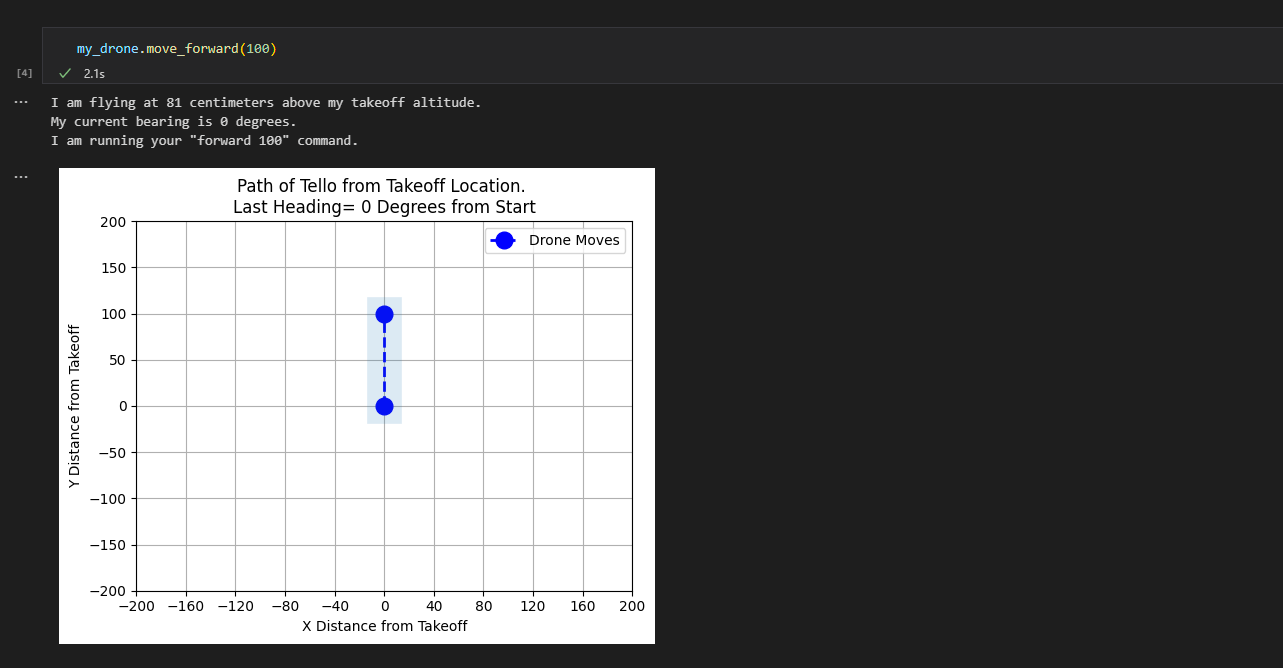 my_drone.move_forward(100)
[4]
2.1s
I am flying at 81 centimeters above my takeoff altitude.
My current bearing is 0 degrees.
I am running your "forward 100" command.
Path of Tello from Takeoff Location.
Last Heading= 0 Degrees from Start
Drone Moves
200
150
100
50
0
−50
−100
−150
−200
Y Distance from Takeoff
−200 −160 −120 −80 −40 0 40 80 120 160 200
X Distance from Takeoff